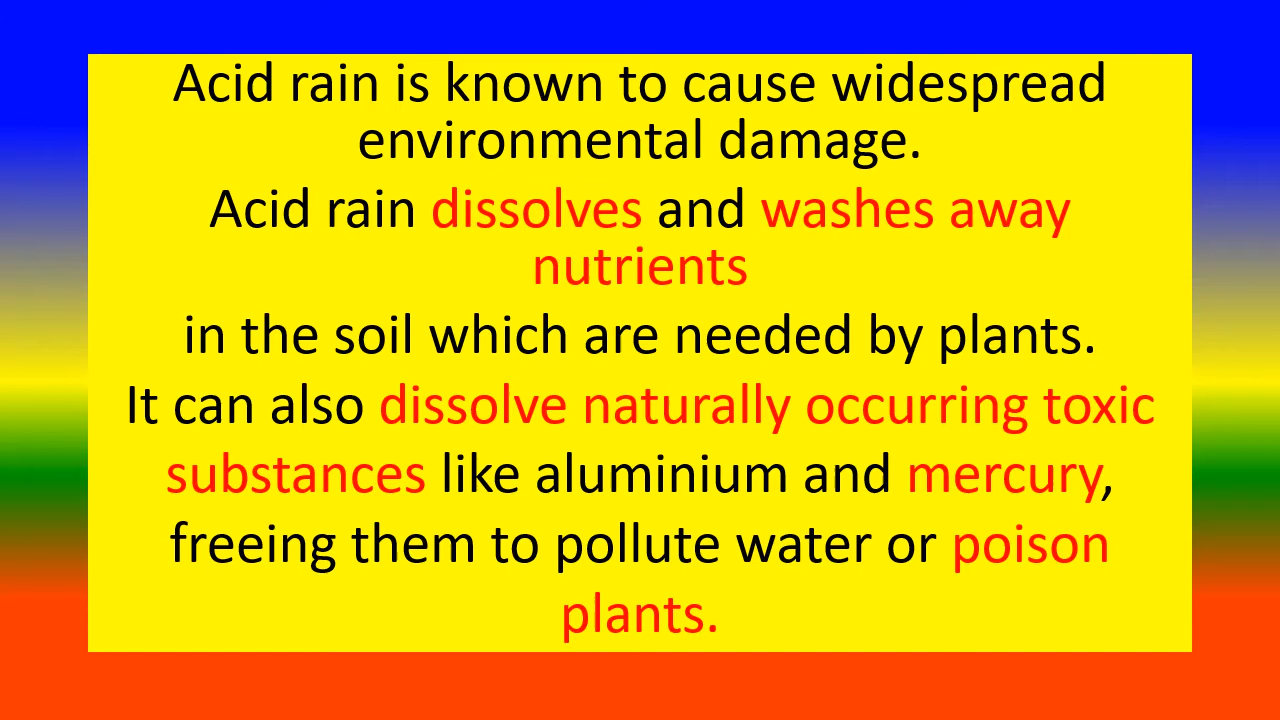 Acid rain is known to cause widespread
environmental damage.
Acid rain dissolves and washes away
nutrients
in the soil which are needed by plants.
It can also dissolve naturally occurring toxic
substances like aluminium and mercury,
freeing them to pollute water or poison
plants.